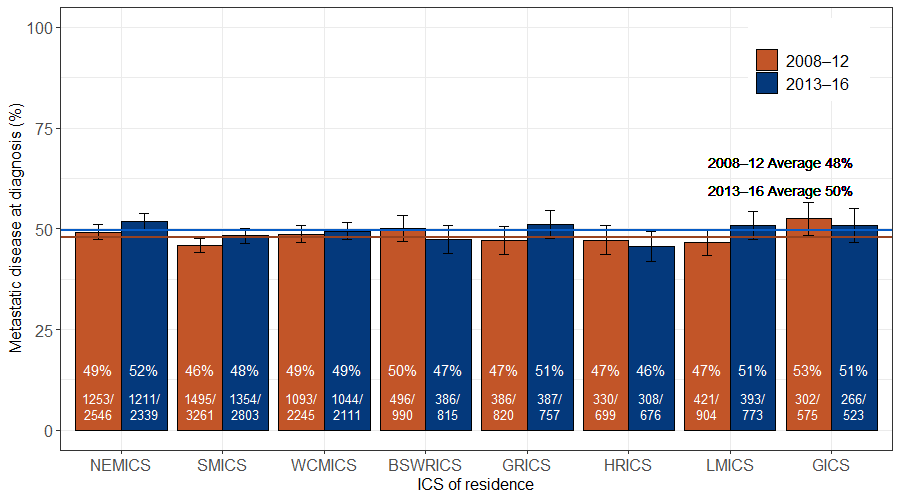 100
75
50
25
0
Metastatic disease at diagnosis (%)
2008–12
2013–16
2008–12 Average 48%
2013–16 Average 50%
49% 52% 46% 48% 49% 49% 50% 47% 47% 51% 47% 46% 47% 51% 53% 51%
1253/ 1211/ 1495/ 1354/ 1093/ 1044/ 496/ 386/ 386/ 387/ 330/ 308/ 421/ 393/ 302/ 266/
2546 2339 3261 2803 2245 2111 990 815 820 757 699 676 904 773 575 523
NEMICS SMICS WCMICS BSWRICS GRICS HRICS LMICS GICS
ICS of residence